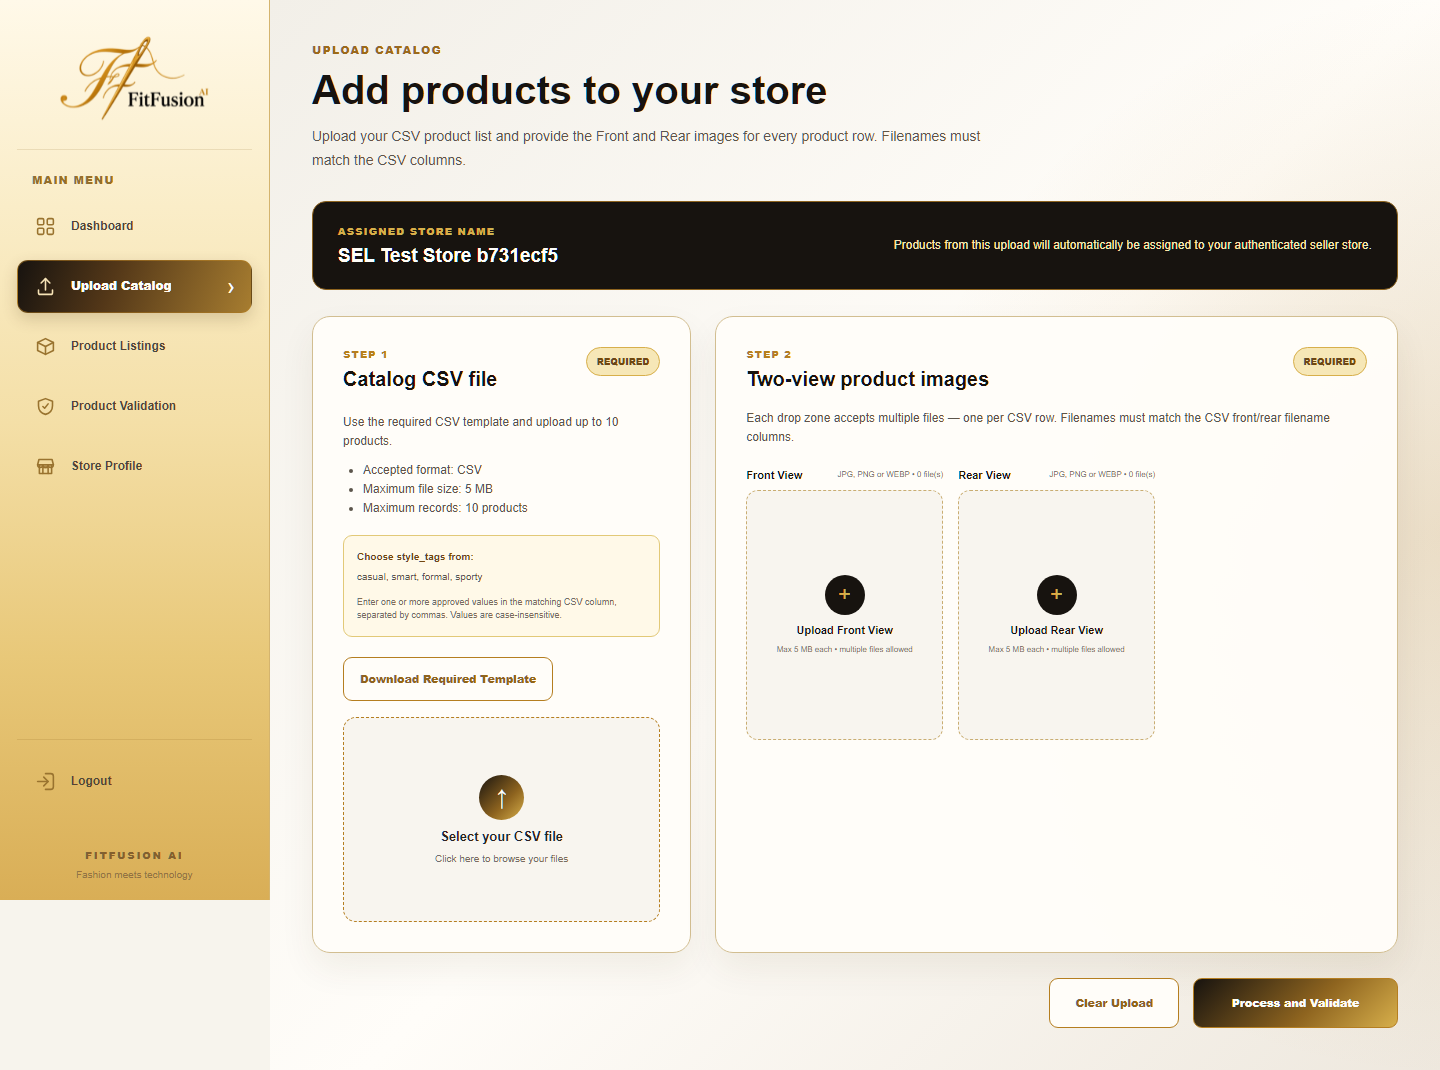 FitFusion AI
MAIN MENU
Dashboard
Upload Catalog
Product Listings
Product Validation
Store Profile
Logout
FITFUSION AI
Fashion meets technology
UPLOAD CATALOG
Add products to your store
Upload your CSV product list and provide the Front and Rear images for every product row. Filenames must
match the CSV columns.
ASSIGNED STORE NAME
SEL Test Store b731ecf5
Products from this upload will automatically be assigned to your authenticated seller store.
STEP 1
REQUIRED
Catalog CSV file
Use the required CSV template and upload up to 10
products.
• Accepted format: CSV
• Maximum file size: 5 MB
• Maximum records: 10 products
Choose style_tags from:
casual, smart, formal, sporty
Enter one or more approved values in the matching CSV column,
separated by commas. Values are case-insensitive.
Download Required Template
Select your CSV file
Click here to browse your files
STEP 2
REQUIRED
Two-view product images
Each drop zone accepts multiple files — one per CSV row. Filenames must match the CSV front/rear filename
columns.
Front View
JPG, PNG or WEBP • 0 file(s)
Upload Front View
Max 5 MB each • multiple files allowed
Rear View
JPG, PNG or WEBP • 0 file(s)
Upload Rear View
Max 5 MB each • multiple files allowed
Clear Upload
Process and Validate